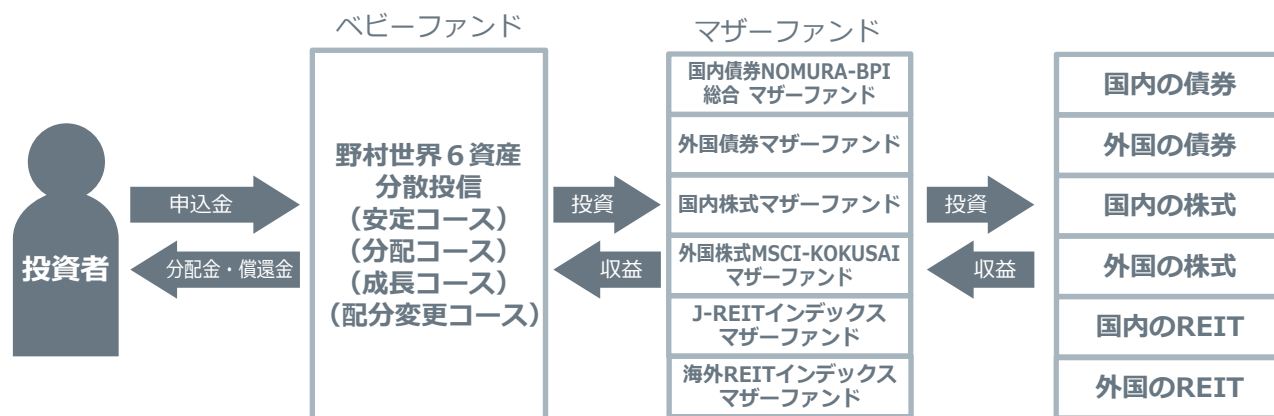 ベビーファンド
マザーファンド
投資者
申込金
分配金・償還金
野村世界６資産
分散投信
（安定コース）
（分配コース）
（成長コース）
（配分変更コース）
投資
収益
国内債券NOMURA-BPI
総合 マザーファンド
外国債券マザーファンド
国内株式マザーファンド
外国株式MSCI-KOKUSAI
マザーファンド
J-REITインデックス
マザーファンド
海外REITインデックス
マザーファンド
投資
収益
国内の債券
外国の債券
国内の株式
外国の株式
国内のREIT
外国のREIT